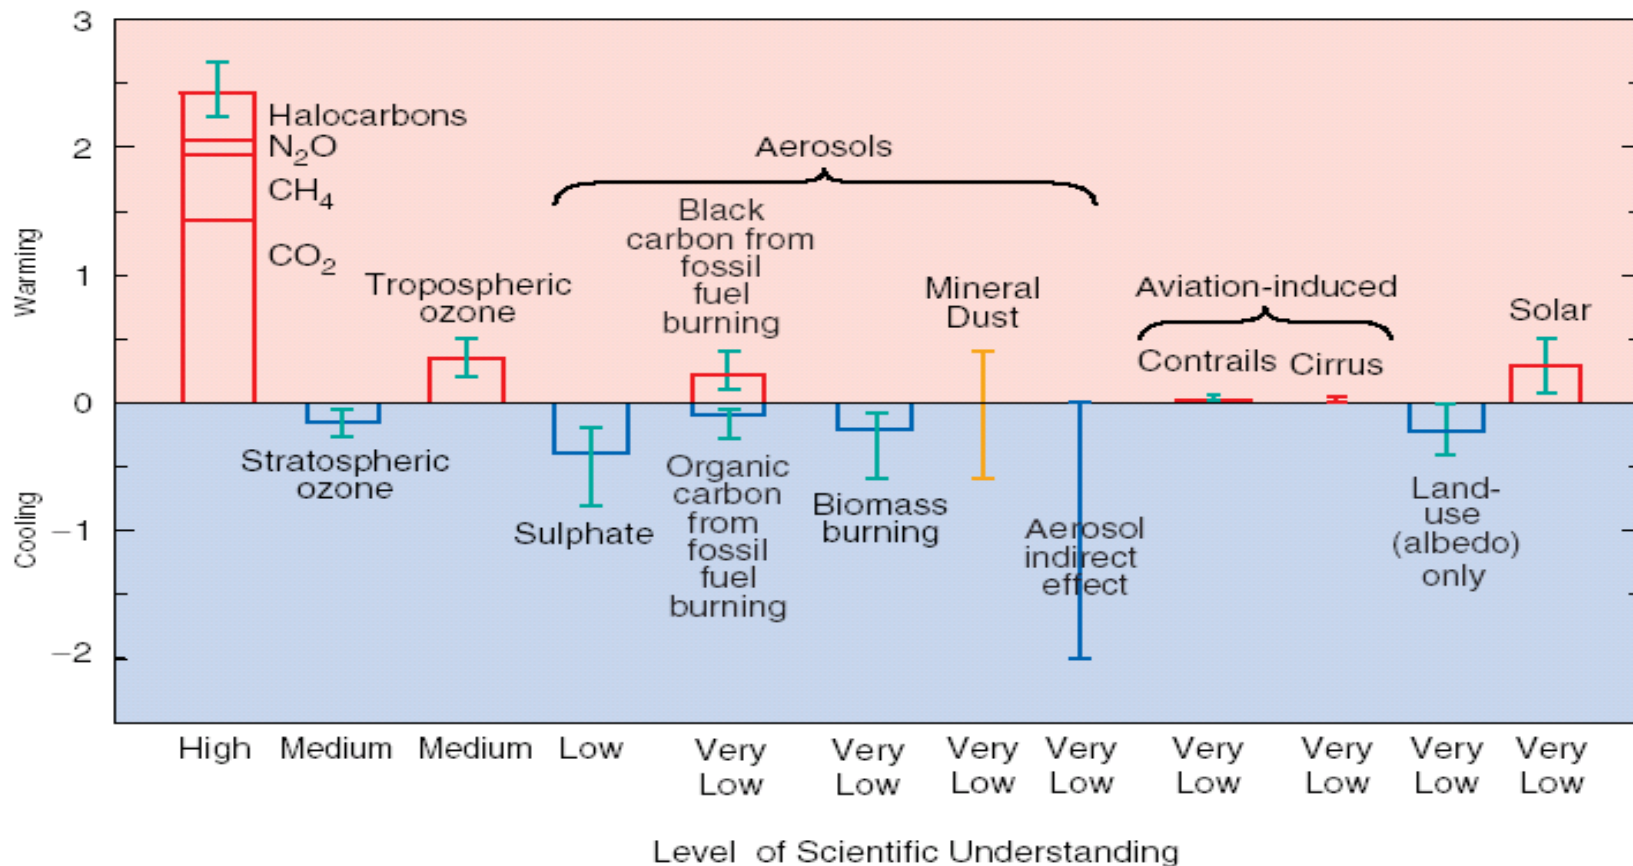 3
2
1
0
−1
−2
Warming
Cooling
Halocarbons
N₂O
CH₄
CO₂
Stratospheric
ozone
Tropospheric
ozone
Aerosols
Sulphate
Black
carbon from
fossil
fuel
burning
Organic
carbon
from
fossil
fuel
burning
Biomass
burning
Mineral
Dust
Aerosol
indirect
effect
Aviation-induced
Contrails Cirrus
Land-
use
(albedo)
only
Solar
High
Medium
Medium
Low
Very
Low
Very
Low
Very
Low
Very
Low
Very
Low
Very
Low
Very
Low
Very
Low
Level of Scientific Understanding